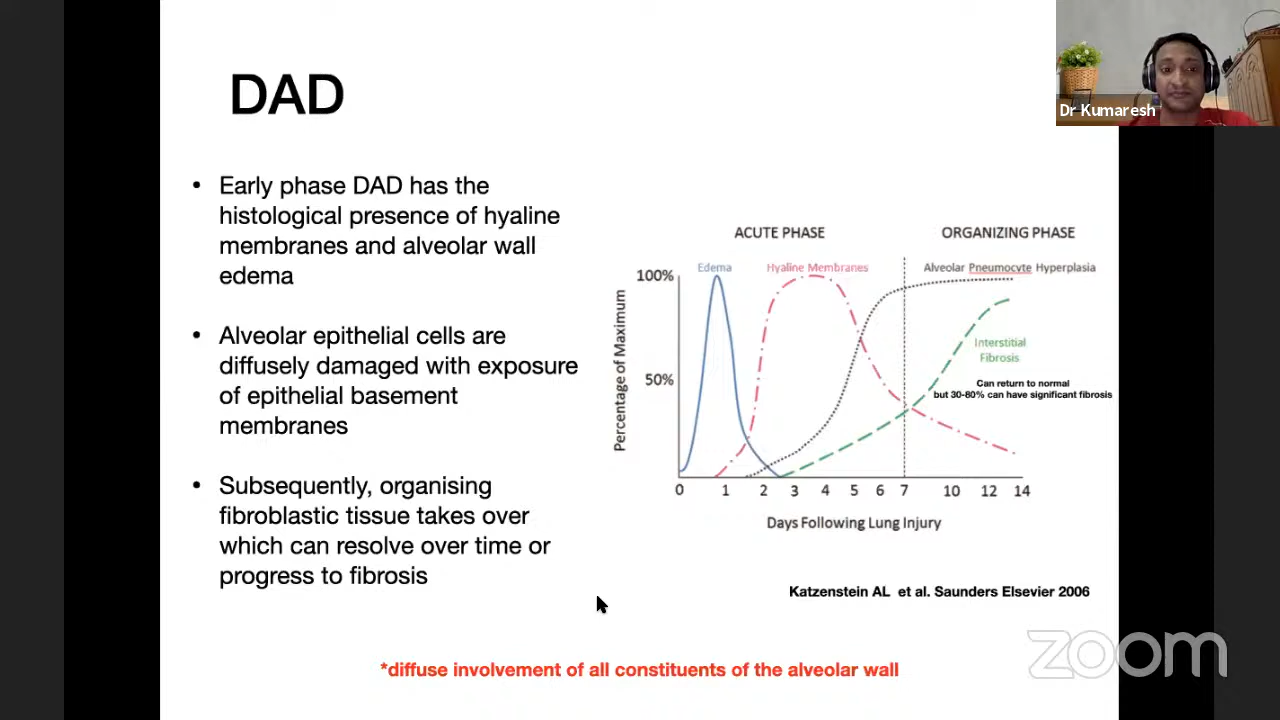 DAD
Dr Kumaresh
• Early phase DAD has the
histological presence of hyaline
membranes and alveolar wall
edema
• Alveolar epithelial cells are
diffusely damaged with exposure
of epithelial basement
membranes
• Subsequently, organising
fibroblastic tissue takes over
which can resolve over time or
progress to fibrosis
ACUTE PHASE
ORGANIZING PHASE
Edema
Hyaline Membranes
Alveolar Pneumocyte Hyperplasia
100%
50%
Percentage of Maximum
Interstitial
Fibrosis
Can return to normal
but 30-80% can have significant fibrosis
0 1 2 3 4 5 6 7 10 12 14
Days Following Lung Injury
Katzenstein AL et al. Saunders Elsevier 2006
zoom
*diffuse involvement of all constituents of the alveolar wall